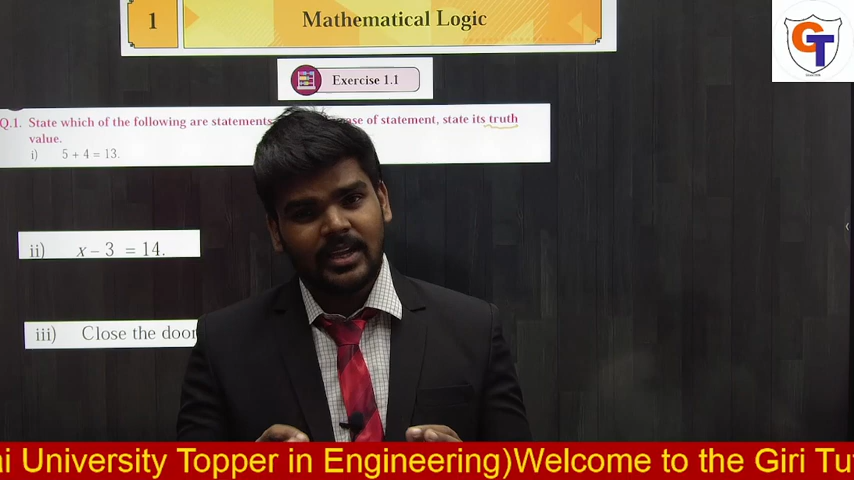 1
Mathematical Logic
Exercise 1.1
GT
Q.1. State which of the following are statements of statement, state its truth
value.
i) 5 + 4 = 13.
ii) x – 3 = 14.
iii) Close the door
University Topper in Engineering)Welcome to the Giri